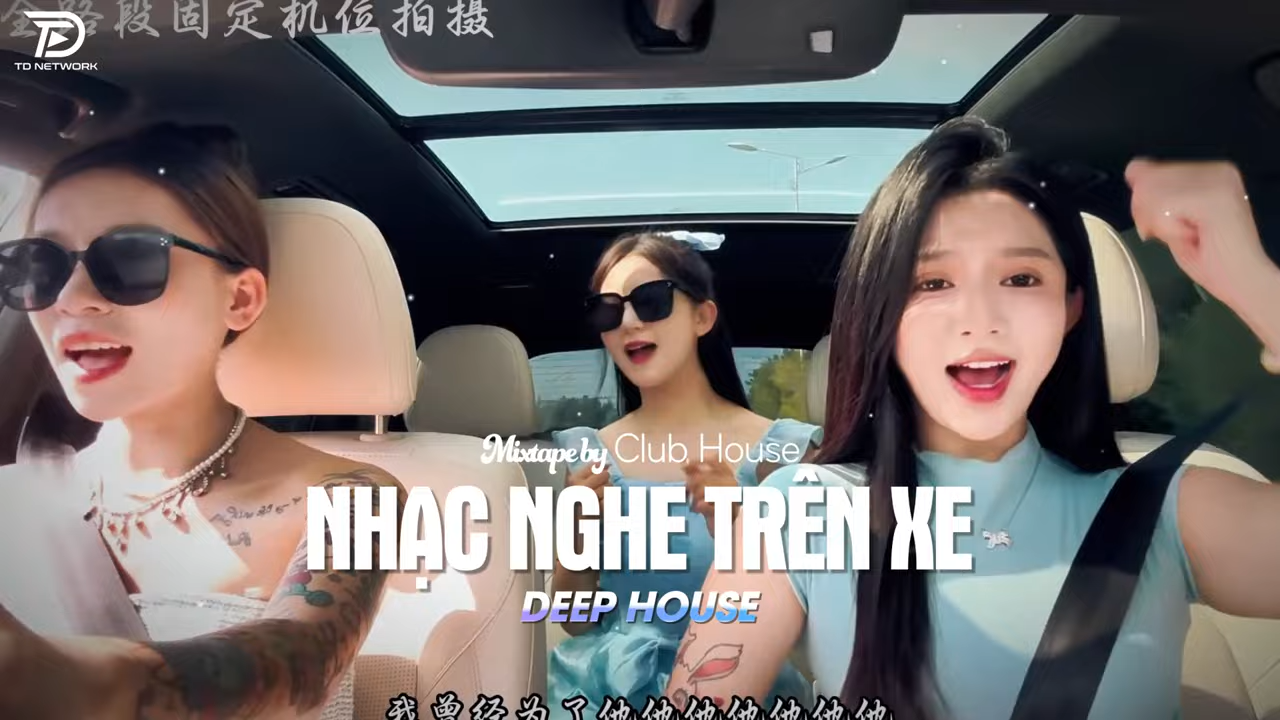 全路段固定机位拍摄
TD NETWORK
Mixtape by Club House
NHẠC NGHE TRÊN XE
DEEP HOUSE
我曾经为了他他他他他他他